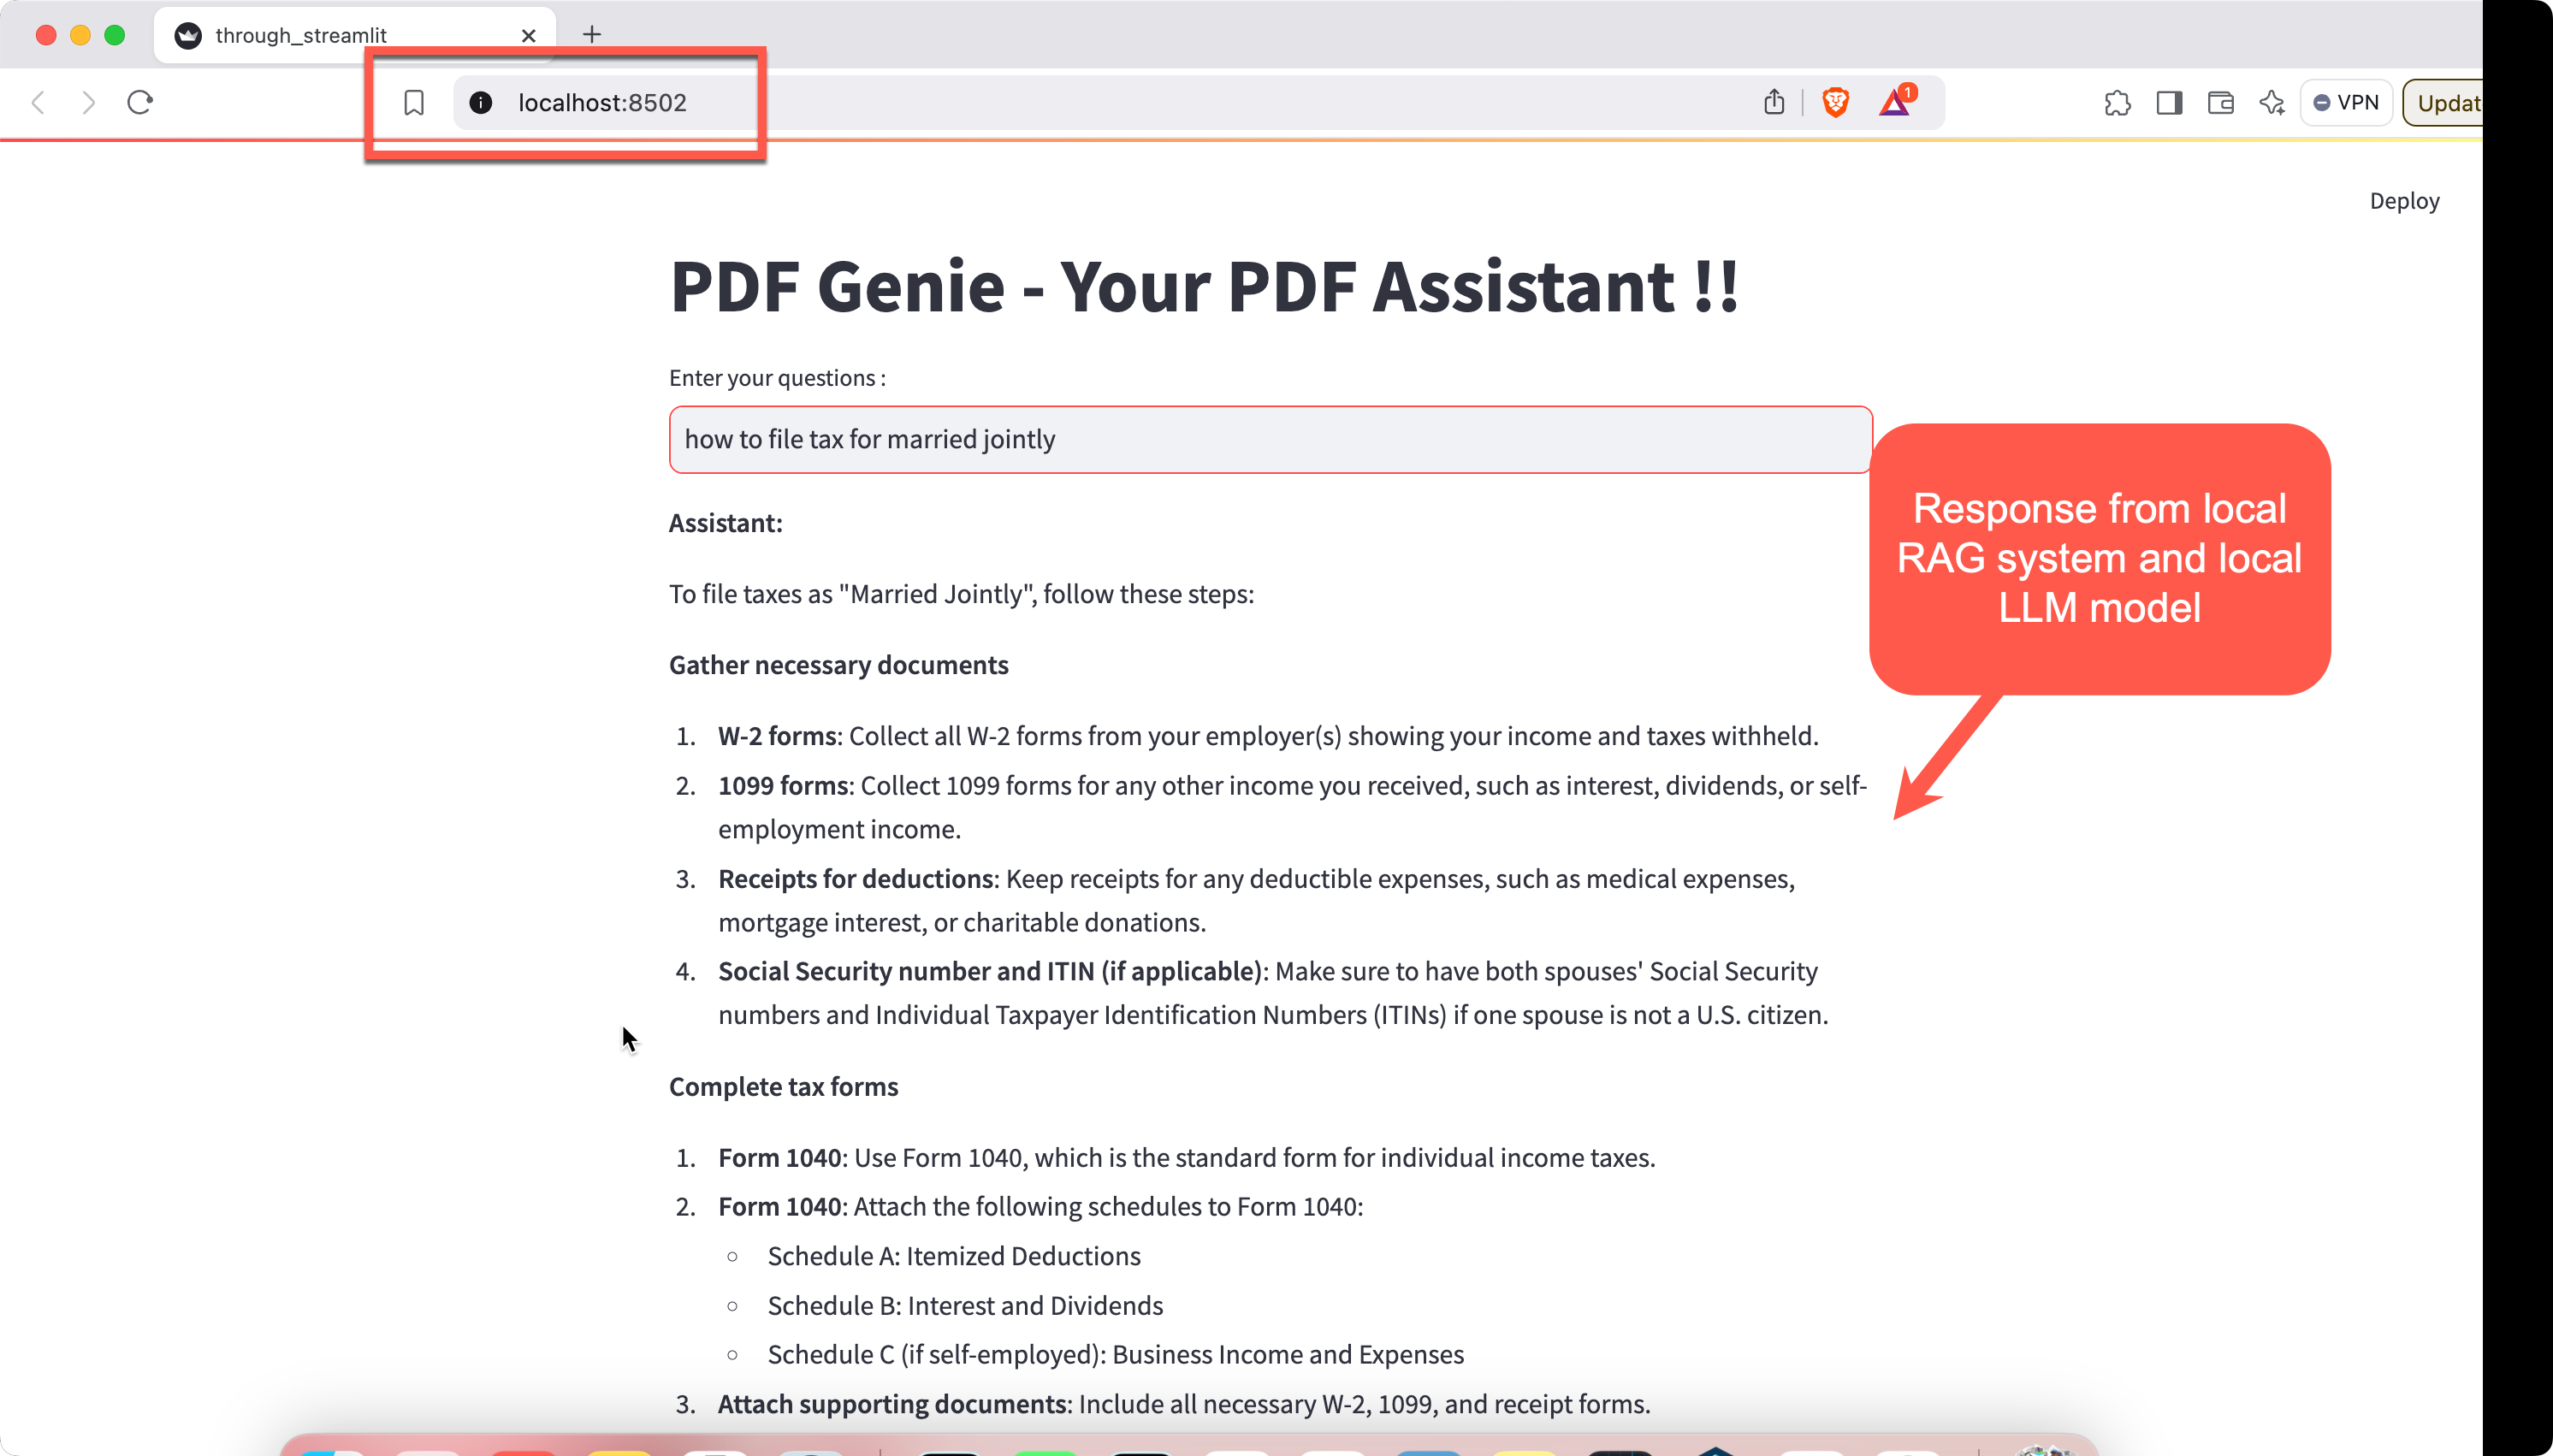 through_streamlit
localhost:8502
1
VPN
Updat
Deploy
PDF Genie - Your PDF Assistant !!
Enter your questions :
how to file tax for married jointly
Response from local
RAG system and local
LLM model
Assistant:
To file taxes as "Married Jointly", follow these steps:
Gather necessary documents
1. W-2 forms: Collect all W-2 forms from your employer(s) showing your income and taxes withheld.
2. 1099 forms: Collect 1099 forms for any other income you received, such as interest, dividends, or self-
employment income.
3. Receipts for deductions: Keep receipts for any deductible expenses, such as medical expenses,
mortgage interest, or charitable donations.
4. Social Security number and ITIN (if applicable): Make sure to have both spouses' Social Security
numbers and Individual Taxpayer Identification Numbers (ITINs) if one spouse is not a U.S. citizen.
Complete tax forms
1. Form 1040: Use Form 1040, which is the standard form for individual income taxes.
2. Form 1040: Attach the following schedules to Form 1040:
Schedule A: Itemized Deductions
Schedule B: Interest and Dividends
Schedule C (if self-employed): Business Income and Expenses
3. Attach supporting documents: Include all necessary W-2, 1099, and receipt forms.